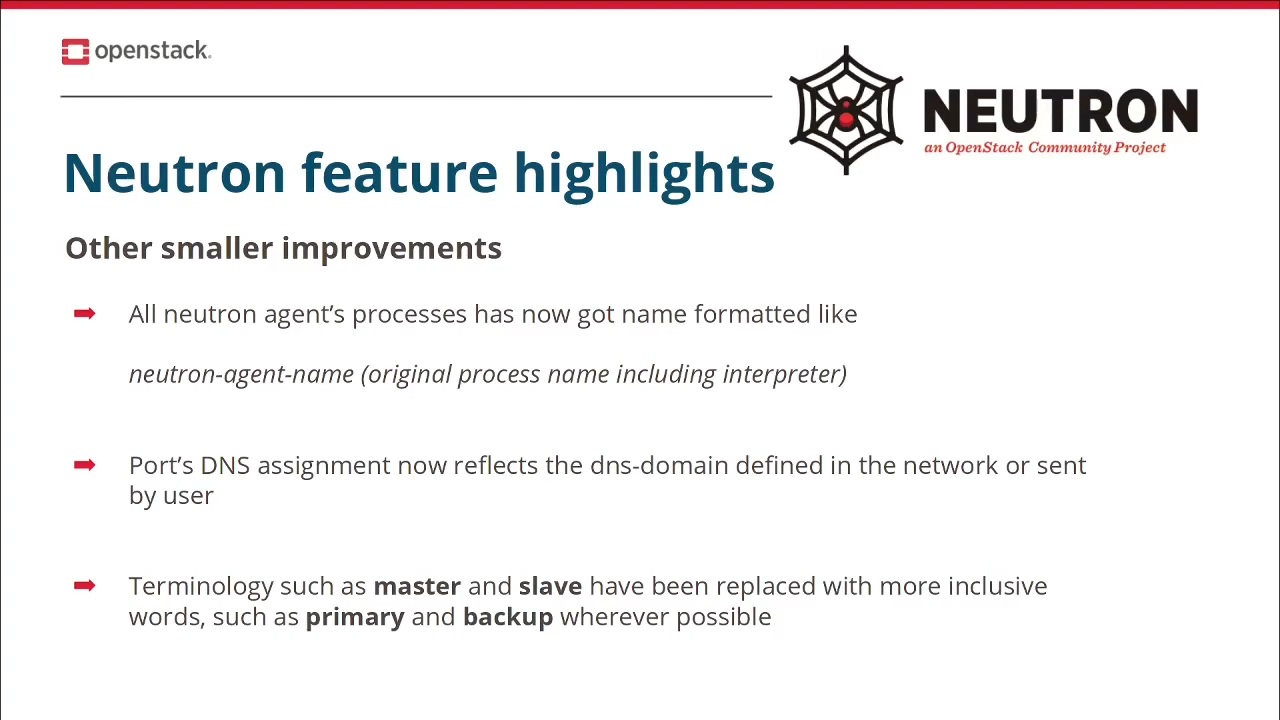 openstack.
NEUTRON
an OpenStack Community Project
Neutron feature highlights
Other smaller improvements
All neutron agent's processes has now got name formatted like
neutron-agent-name (original process name including interpreter)
Port's DNS assignment now reflects the dns-domain defined in the network or sent
by user
Terminology such as master and slave have been replaced with more inclusive
words, such as primary and backup wherever possible